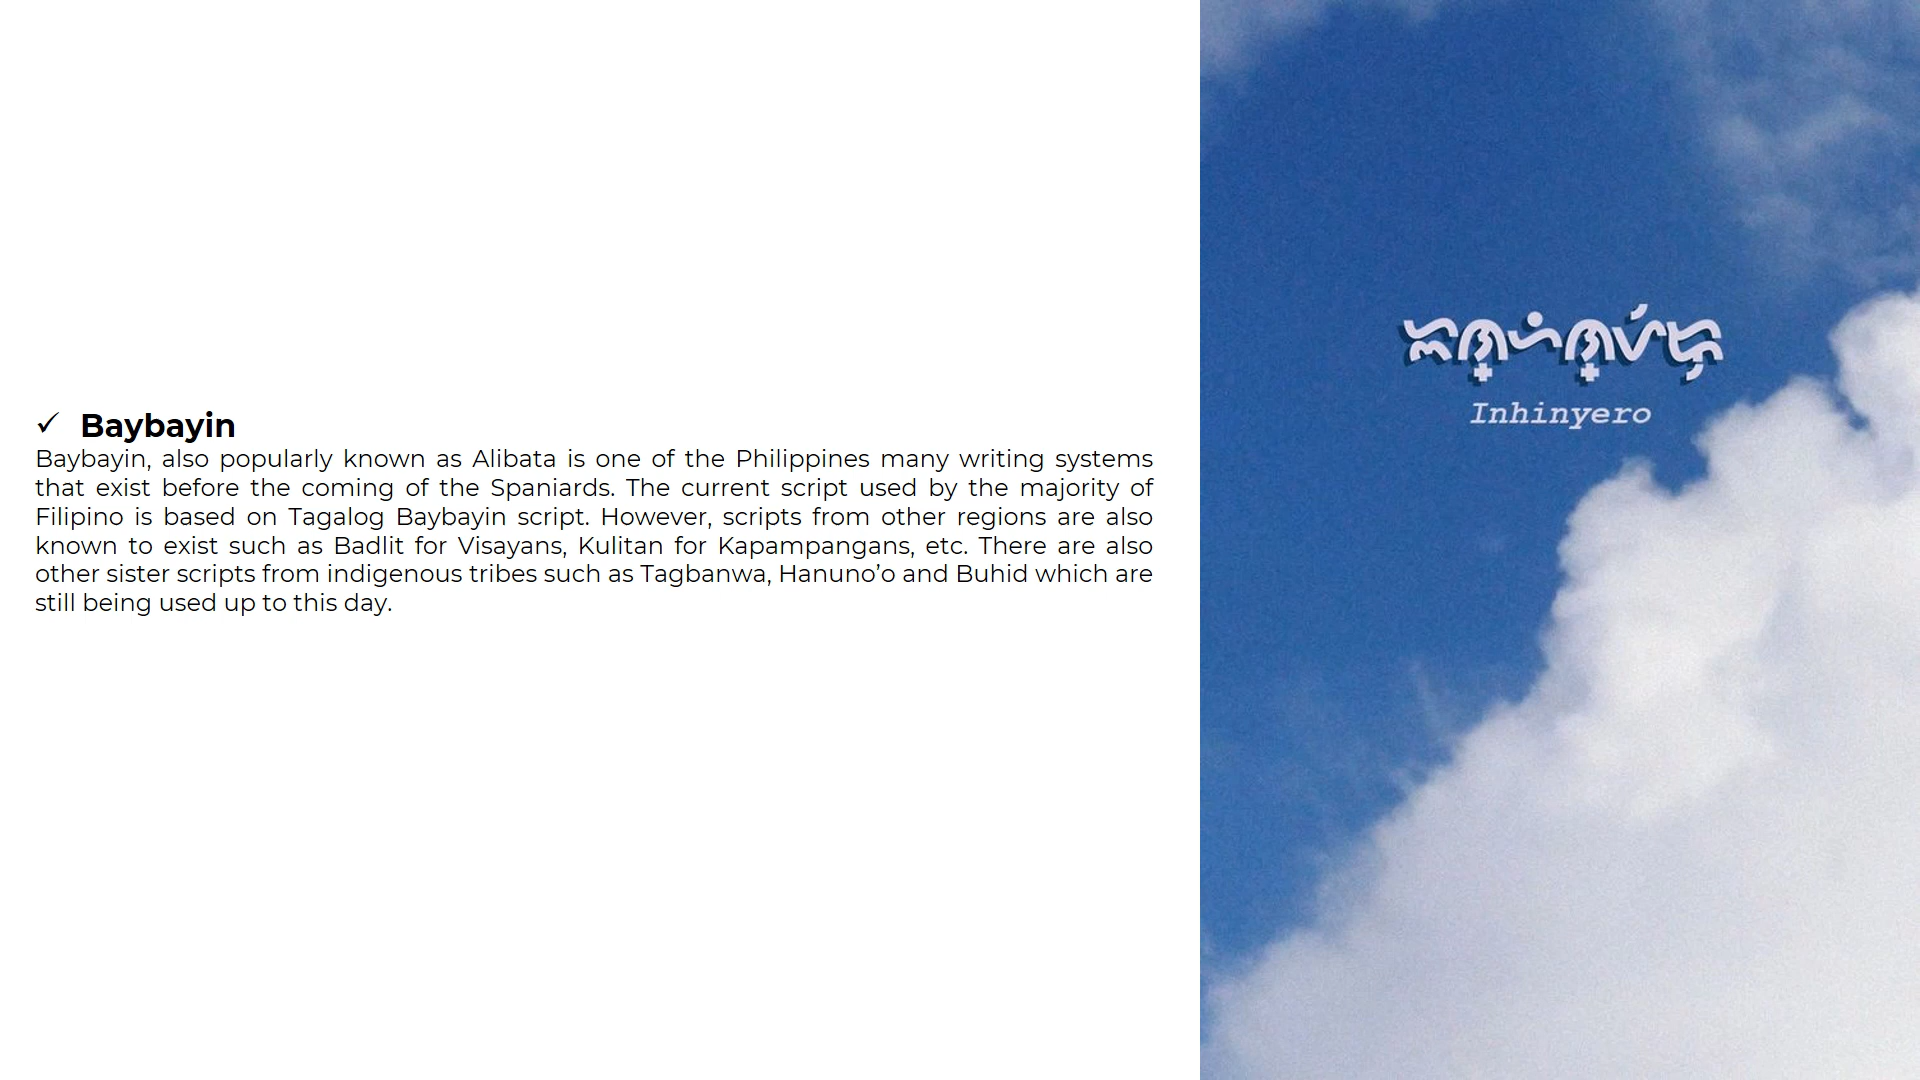 ✓ Baybayin
Baybayin, also popularly known as Alibata is one of the Philippines many writing systems
that exist before the coming of the Spaniards. The current script used by the majority of
Filipino is based on Tagalog Baybayin script. However, scripts from other regions are also
known to exist such as Badlit for Visayans, Kulitan for Kapampangans, etc. There are also
other sister scripts from indigenous tribes such as Tagbanwa, Hanuno’o and Buhid which are
still being used up to this day.
ᜁᜈ᜔ᜑᜒᜈ᜔ᜌᜒᜇᜓ
Inhinyero